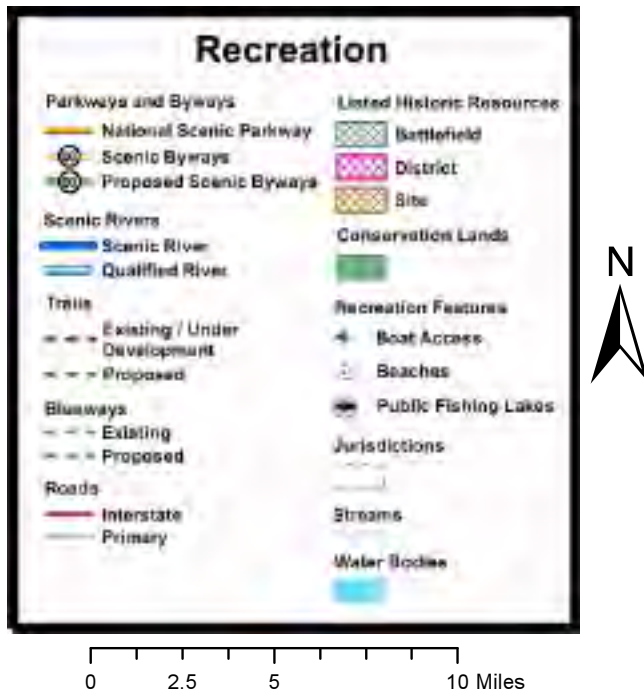 Recreation
Parkways and Byways
National Scenic Parkway
Scenic Byways
Proposed Scenic Byways
Scenic Rivers
Scenic River
Qualified River
Trails
Existing / Under
Development
Proposed
Blueways
Existing
Proposed
Roads
Interstate
Primary
Listed Historic Resources
Battlefield
District
Site
Conservation Lands
Recreation Features
Boat Access
Beaches
Public Fishing Lakes
Jurisdictions
Streams
Water Bodies
N
0 2.5 5 10 Miles